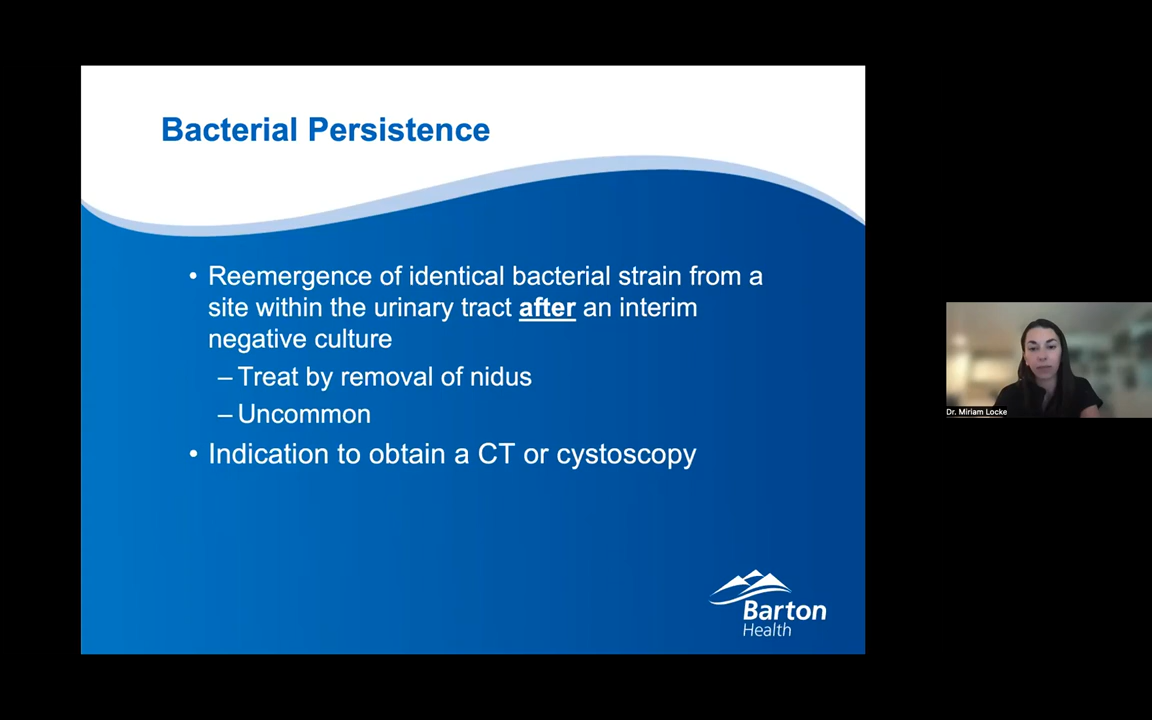 Bacterial Persistence
• Reemergence of identical bacterial strain from a
site within the urinary tract after an interim
negative culture
– Treat by removal of nidus
– Uncommon
• Indication to obtain a CT or cystoscopy
Barton
Health
Dr. Miriam Locke